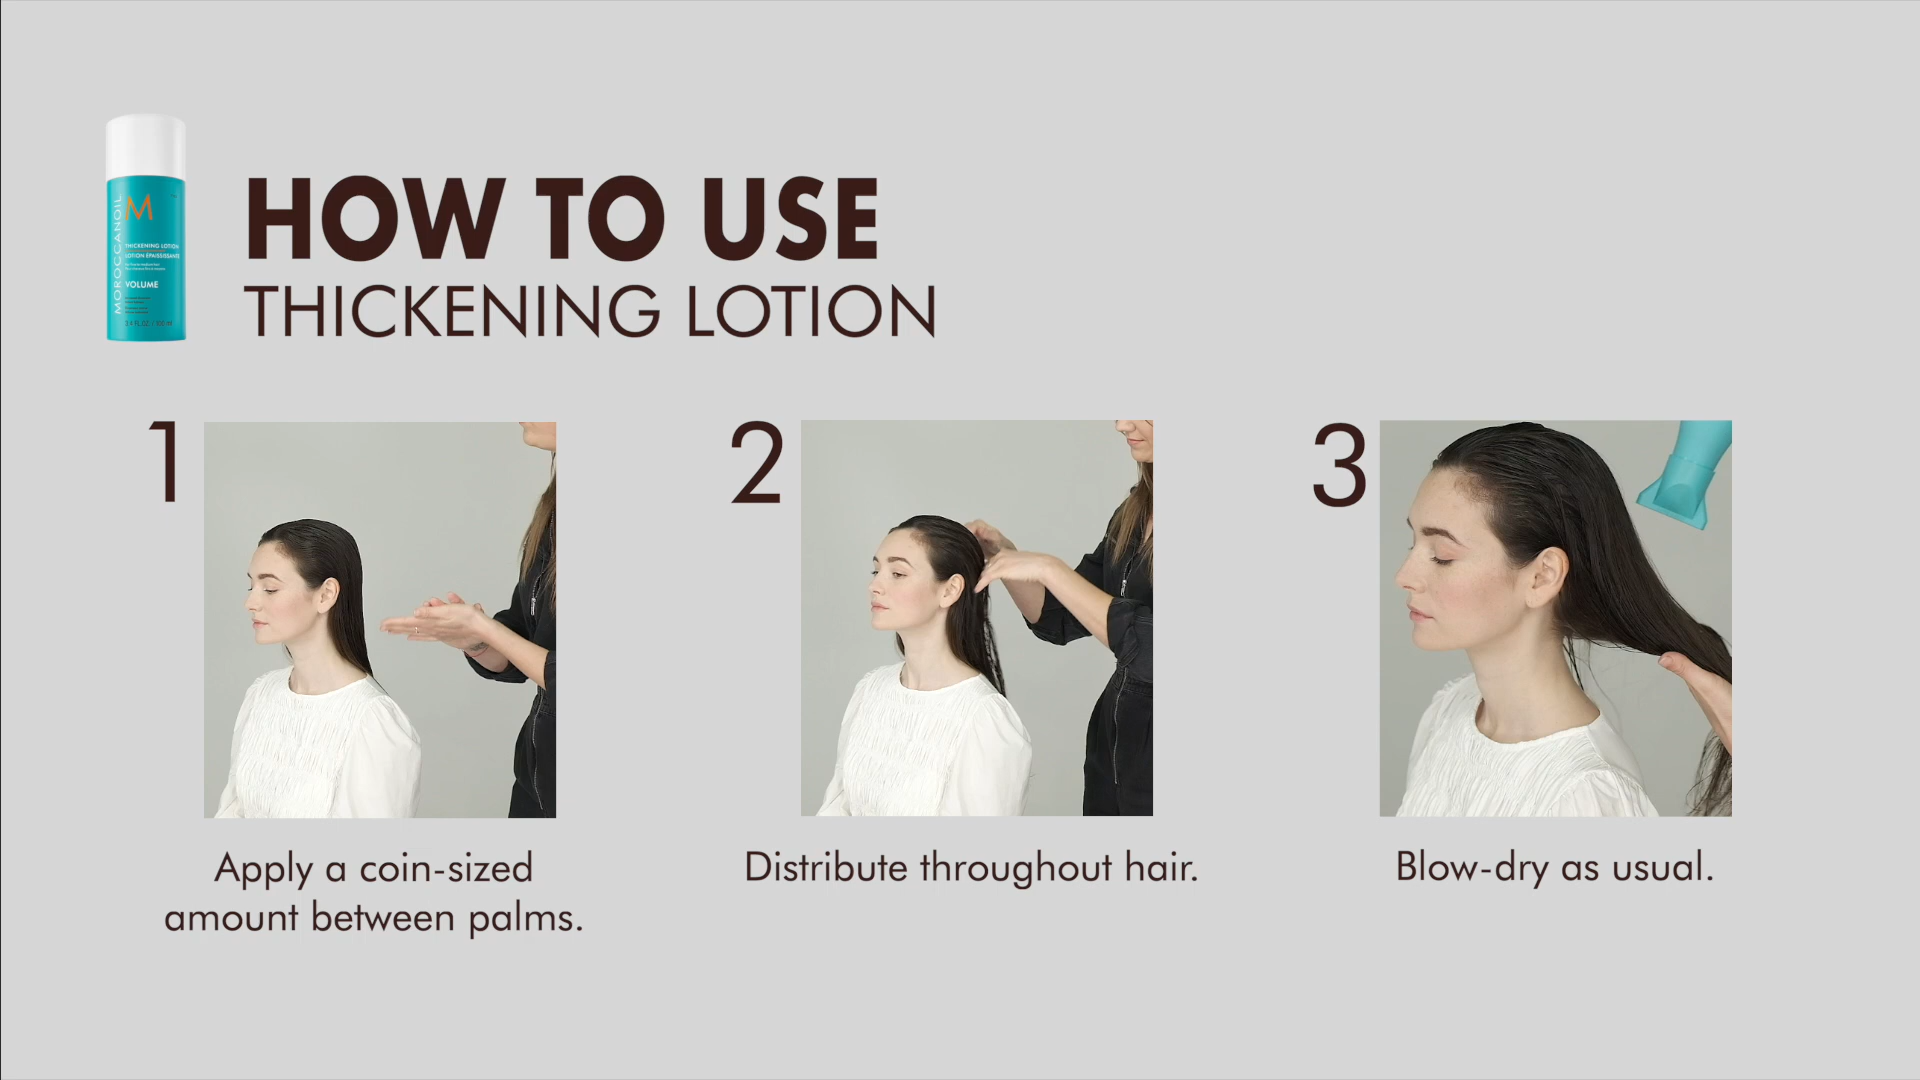 M
MOROCCANOIL
THICKENING LOTION
LOTION ÉPAISSISSANTE
VOLUME
HOW TO USE
THICKENING LOTION
1
2
3
Apply a coin-sized
amount between palms.
Distribute throughout hair.
Blow-dry as usual.